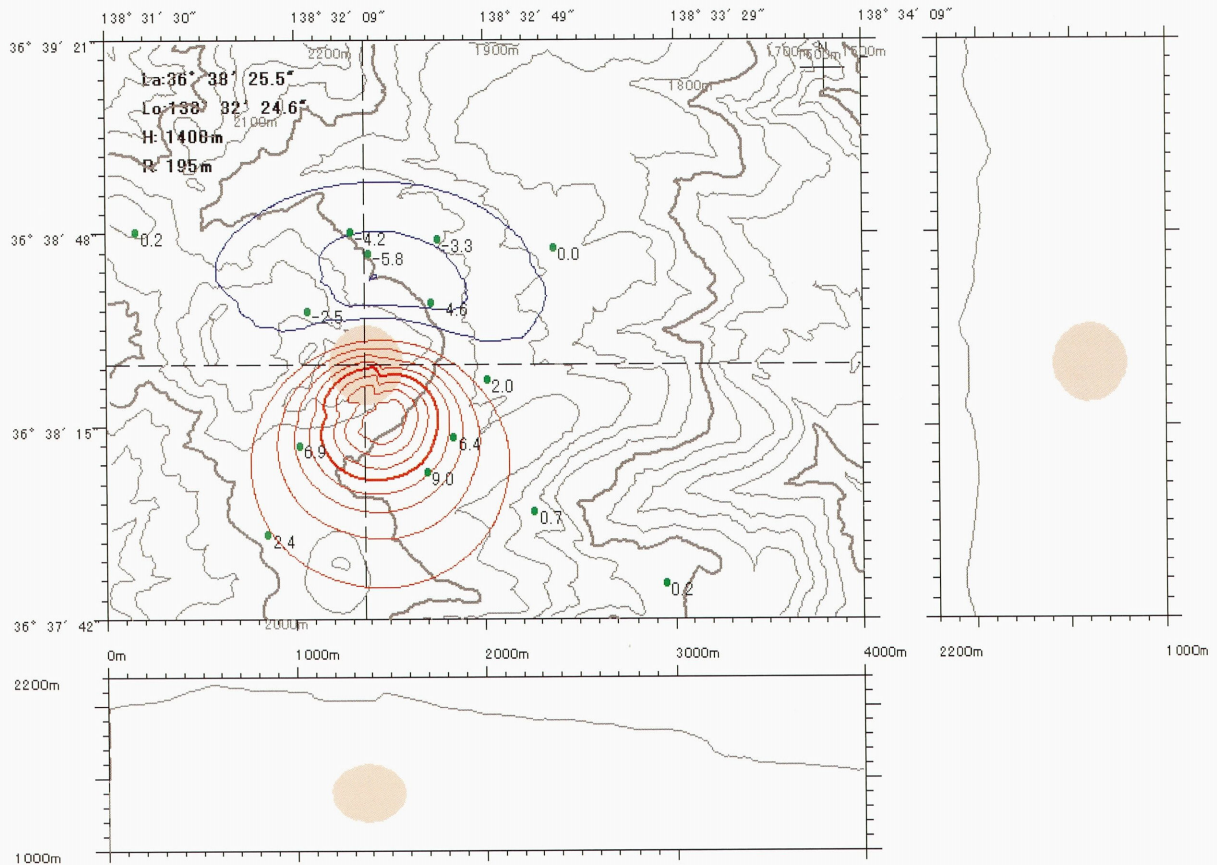 138° 31′ 30″
138° 32′ 09″
138° 32′ 49″
138° 33′ 29″
138° 34′ 09″
36° 39′ 21″
2200m
1900m
1700m
1600m
1500m
La:36° 38′ 25.5″
1800m
Lo:138° 32′ 24.6″
2100m
H: 1408m
R: 195m
36° 38′ 48″
0.2
-4.2
-3.3
0.0
-5.8
-4.6
-2.5
2.0
36° 38′ 15″
6.9
6.4
9.0
0.7
2.4
0.2
36° 37′ 42″
2000m
0m
1000m
2000m
3000m
4000m
2200m
1000m
2200m
1000m